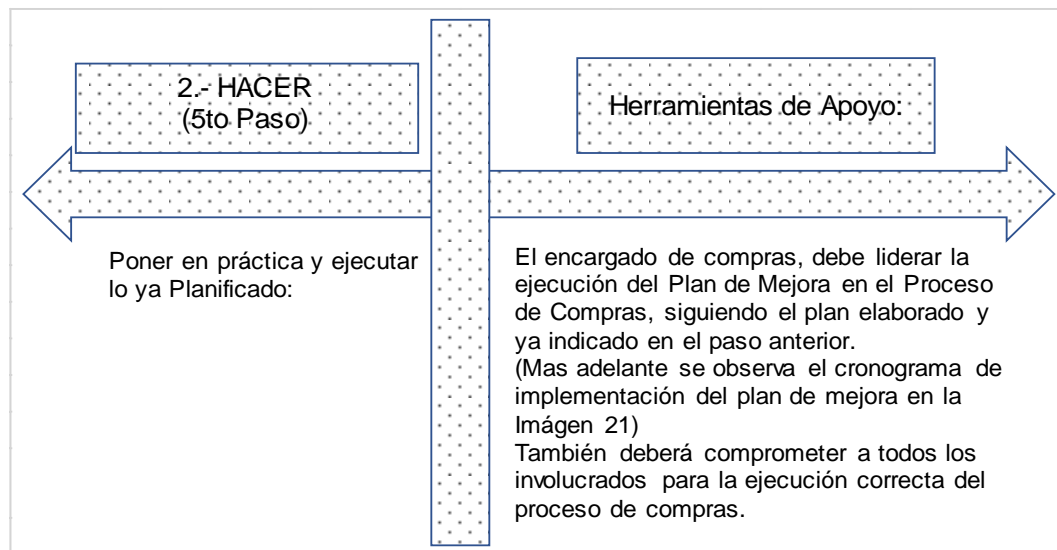 2.- HACER
(5to Paso)
Herramientas de Apoyo:
Poner en práctica y ejecutar
lo ya Planificado:
El encargado de compras, debe liderar la
ejecución del Plan de Mejora en el Proceso
de Compras, siguiendo el plan elaborado y
ya indicado en el paso anterior.
(Mas adelante se observa el cronograma de
implementación del plan de mejora en la
Imágen 21)
También deberá comprometer a todos los
involucrados para la ejecución correcta del
proceso de compras.